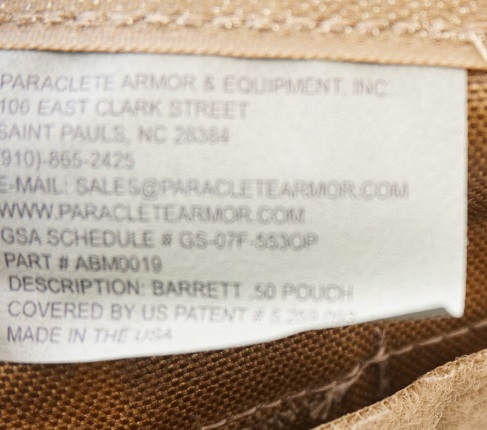 PARACLETE ARMOR & EQUIPMENT, INC.
106 EAST CLARK STREET
SAINT PAULS, NC 28384
(910)-865-2425
E-MAIL: SALES@PARACLETEARMOR.COM
WWW.PARACLETEARMOR.COM
GSA SCHEDULE # GS-07F-5530P
PART # ABM0019
DESCRIPTION: BARRETT .50 POUCH
COVERED BY US PATENT #
MADE IN THE USA